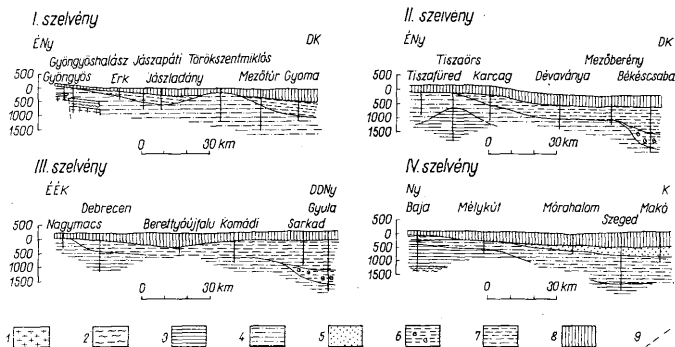 I. szelvény
ÉNy DK
Gyöngyöshalász Jászapáti Törökszentmiklós
Gyöngyös Erk Jászladány Mezőtúr Gyoma
500
0
500
1000
1500
0 30 km
II. szelvény
ÉNy DK
Tiszaörs Mezőberény
Tiszafüred Karcag Dévaványa Békéscsaba
500
0
500
1000
1500
0 30 km
III. szelvény
ÉÉK DDNy
Debrecen Gyula
Nagymacs Berettyóújfalu Komádi Sarkad
500
0
500
1000
1500
0 30 km
IV. szelvény
Ny K
Baja Mélykút Mórahalom Makó
Szeged
500
0
500
1000
1500
0 30 km
1 2 3 4 5 6 7 8 9